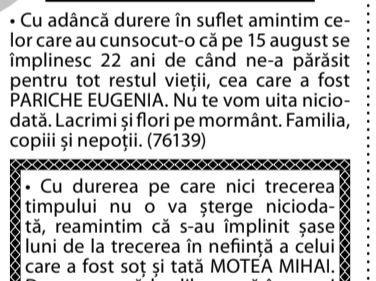 • Cu adâncă durere în suflet amintim ce-
lor care au cunsocut-o că pe 15 august se
împlinesc 22 ani de când ne-a părăsit
pentru tot restul vieții, cea care a fost
PARICHE EUGENIA. Nu te vom uita nicio-
dată. Lacrimi și flori pe mormânt. Familia,
copiii și nepoții. (76139)
• Cu durerea pe care nici trecerea
timpului nu o va șterge nicioda-
tă, reamintim că s-au împlinit șase
luni de la trecerea în neființă a celui
care a fost soț și tată MOTEA MIHAI.